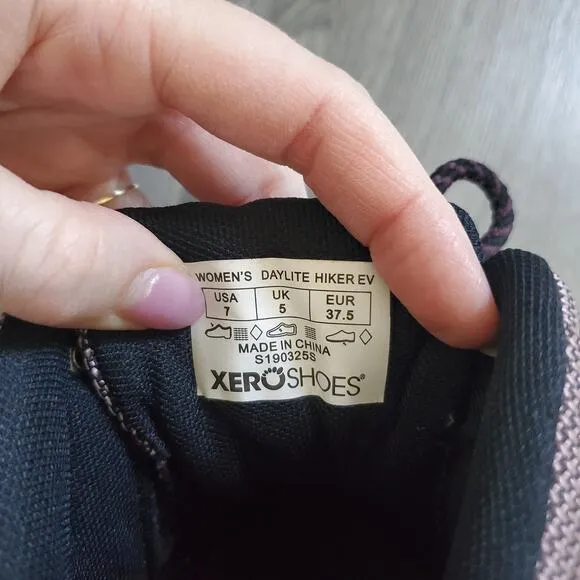 WOMEN'S DAYLITE HIKER EV
USA UK EUR
7 5 37.5
MADE IN CHINA
S190325S
XEROSHOES®